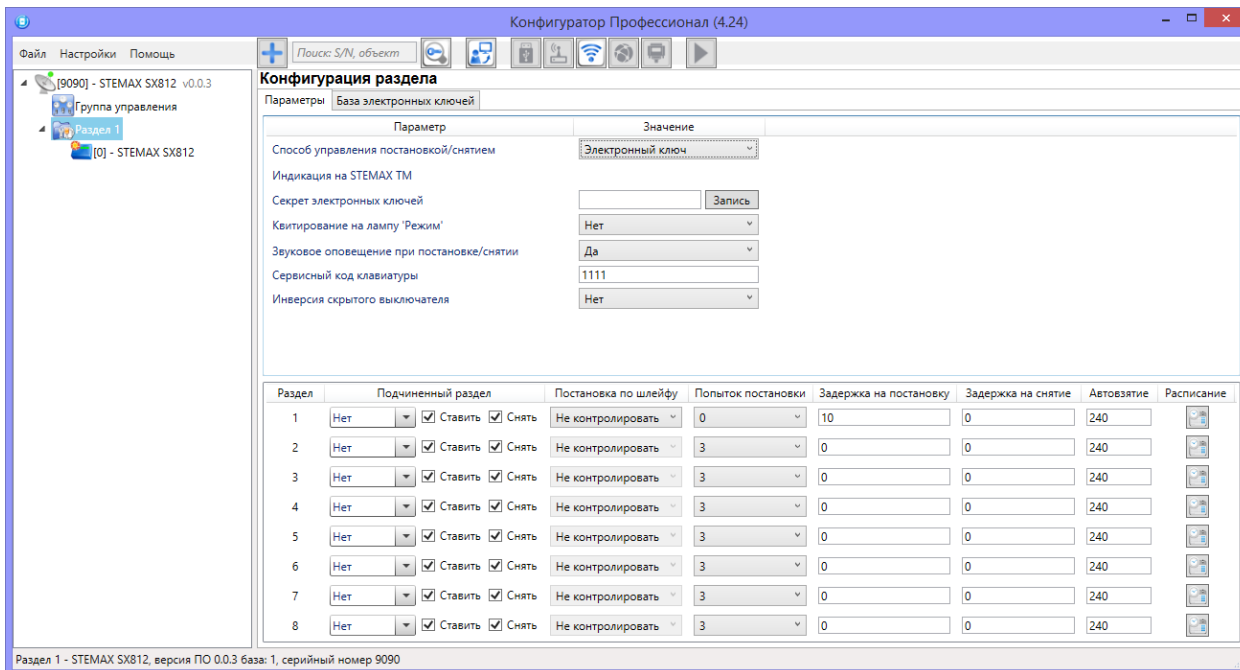 Конфигуратор Профессионал (4.24)
Файл Настройки Помощь
Поиск: S/N, объект
[9090] - STEMAX SX812 v0.0.3
Группа управления
Раздел 1
[0] - STEMAX SX812
Конфигурация раздела
Параметры База электронных ключей
Параметр Значение
Способ управления постановкой/снятием Электронный ключ
Индикация на STEMAX TM
Секрет электронных ключей Запись
Квитирование на лампу 'Режим' Нет
Звуковое оповещение при постановке/снятии Да
Сервисный код клавиатуры 1111
Инверсия скрытого выключателя Нет
Раздел Подчиненный раздел Постановка по шлейфу Попыток постановки Задержка на постановку Задержка на снятие Автовзятие Расписание
1 Нет Ставить Снять Не контролировать 0 10 0 240
2 Нет Ставить Снять Не контролировать 3 0 0 240
3 Нет Ставить Снять Не контролировать 3 0 0 240
4 Нет Ставить Снять Не контролировать 3 0 0 240
5 Нет Ставить Снять Не контролировать 3 0 0 240
6 Нет Ставить Снять Не контролировать 3 0 0 240
7 Нет Ставить Снять Не контролировать 3 0 0 240
8 Нет Ставить Снять Не контролировать 3 0 0 240
Раздел 1 - STEMAX SX812, версия ПО 0.0.3 база: 1, серийный номер 9090